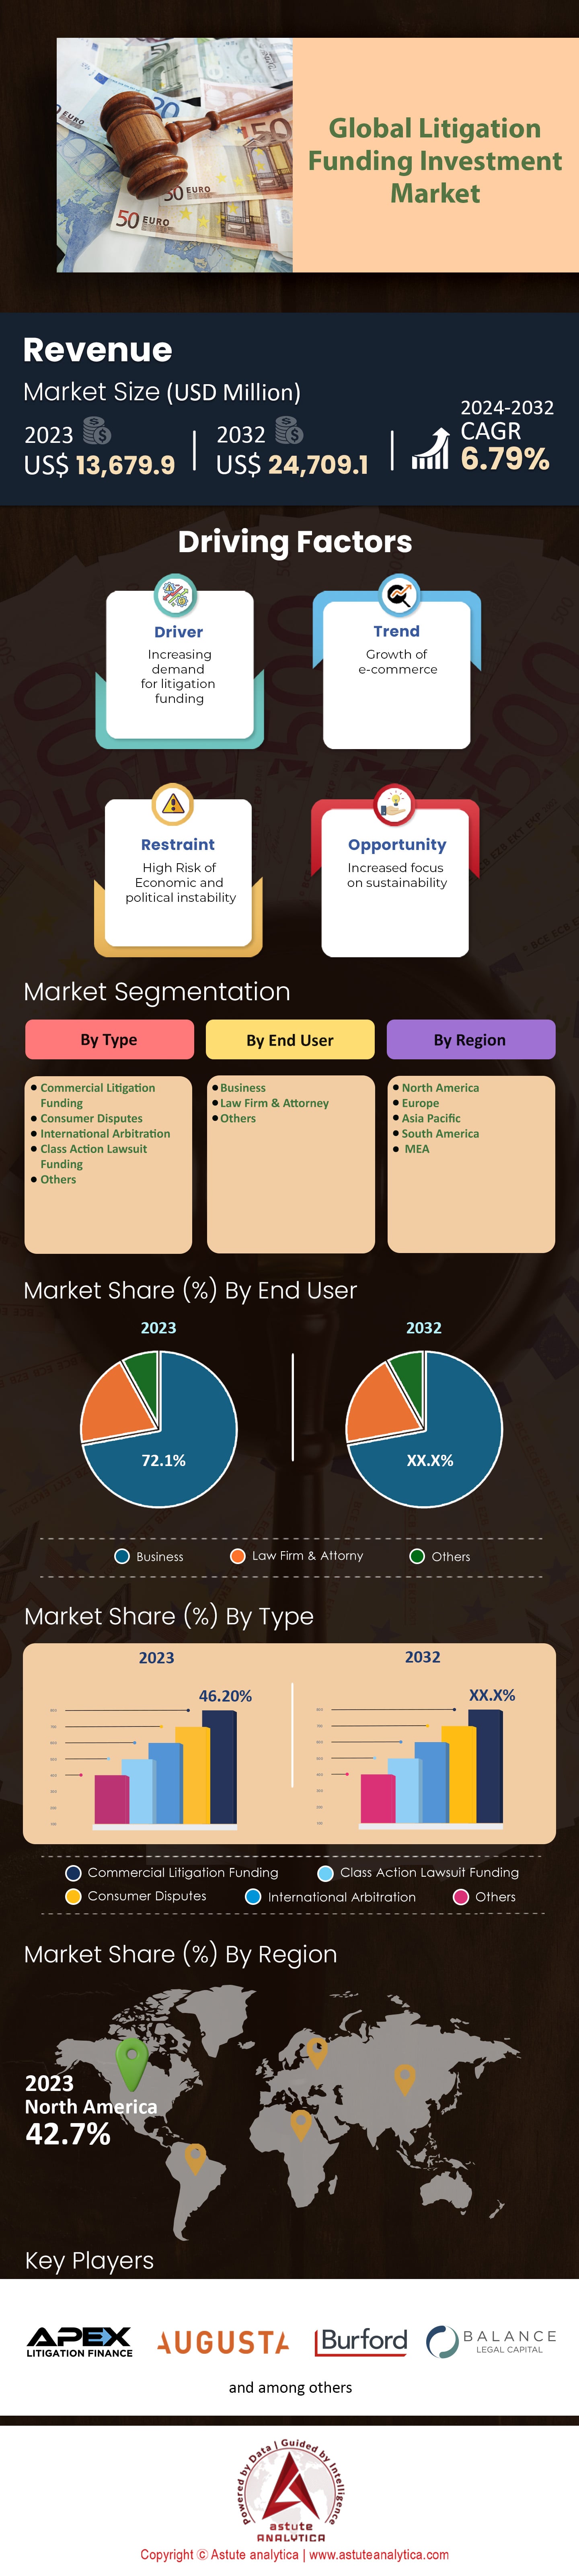 20
EURO
50
50 EURO
50 EURO
Global Litigation
Funding Investment
Market
Revenue
Market Size (USD Million)
2023
US$ 13,679.9
2032
US$ 24,709.1
2024-2032
CAGR
6.79%
Driving Factors
Driver
Increasing
demand
for litigation
funding
Trend
Growth of
e-commerce
Restraint
High Risk of
Economic and
political instability
Opportunity
Increased focus
on sustainability
Market Segmentation
By Type
Commercial Litigation
Funding
Consumer Disputes
International Arbitration
Class Action Lawsuit
Funding
Others
By End User
Business
Law Firm & Attorney
Others
By Region
North America
Europe
Asia Pacific
South America
MEA
Market Share (%) By End User
2023
72.1%
2032
XX.X%
Business
Law Firm & Attorny
Others
Market Share (%) By Type
2023
46.20%
2032
XX.X%
Commercial Litigation Funding
Class Action Lawsuit Funding
Consumer Disputes
International Arbitration
Others
Market Share (%) By Region
2023
North America
42.7%
Key Players
APEX
LITIGATION FINANCE
AUGUSTA
Burford
BALANCE
LEGAL CAPITAL
and among others
Powered by Data | Guided by Intelligence
astute
ANALYTICA
Copyright © Astute analytica | www.astuteanalytica.com